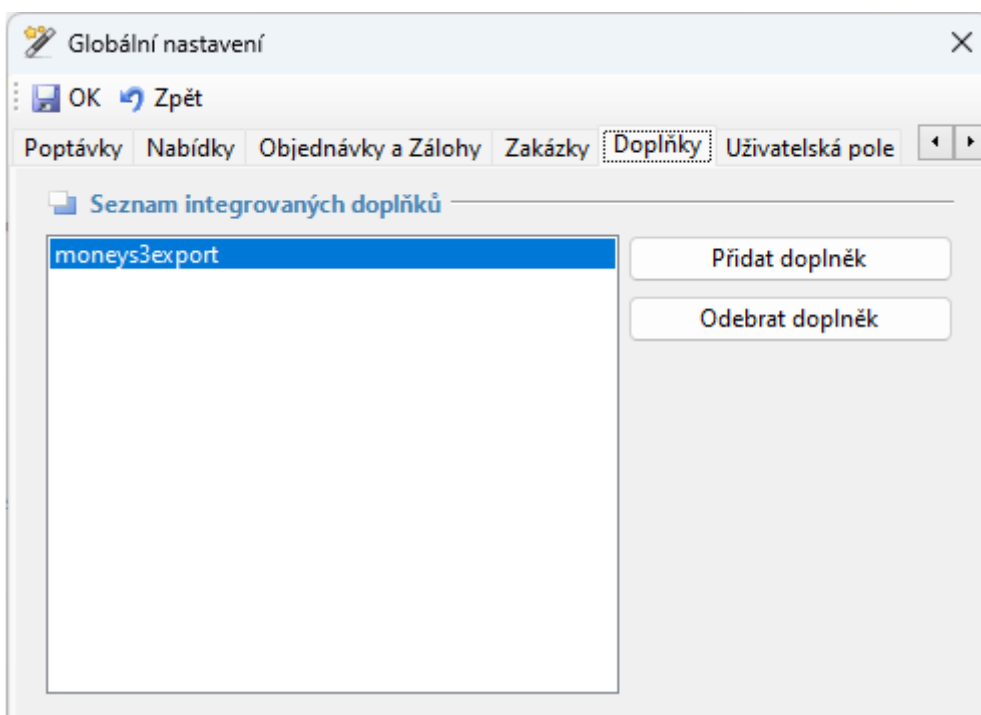 Globální nastavení
OK Zpět
Poptávky Nabídky Objednávky a Zálohy Zakázky Doplňky Uživatelská pole
Seznam integrovaných doplňků
moneys3export
Přidat doplněk
Odebrat doplněk